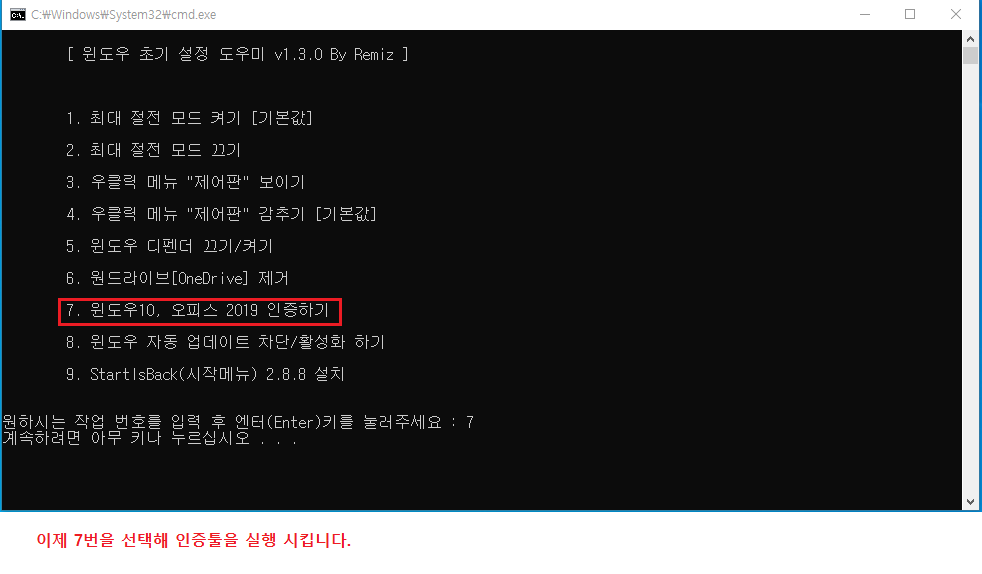 C:\Windows\System32\cmd.exe
[ 윈도우 초기 설정 도우미 v1.3.0 By Remiz ]
1. 최대 절전 모드 켜기 [기본값]
2. 최대 절전 모드 끄기
3. 우클릭 메뉴 "제어판" 보이기
4. 우클릭 메뉴 "제어판" 감추기 [기본값]
5. 윈도우 디펜더 끄기/켜기
6. 원드라이브[OneDrive] 제거
7. 윈도우10, 오피스 2019 인증하기
8. 윈도우 자동 업데이트 차단/활성화 하기
9. StartIsBack(시작메뉴) 2.8.8 설치
원하시는 작업 번호를 입력 후 엔터(Enter)키를 눌러주세요 : 7
계속하려면 아무 키나 누르십시오 . . .
이제 7번을 선택해 인증툴을 실행 시킵니다.